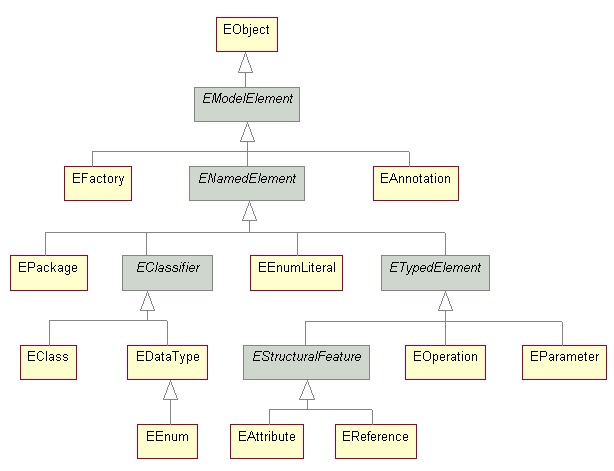 EObject
EModelElement
EFactory
ENamedElement
EAnnotation
EPackage
EClassifier
EEnumLiteral
ETypedElement
EClass
EDataType
EStructuralFeature
EOperation
EParameter
EEnum
EAttribute
EReference